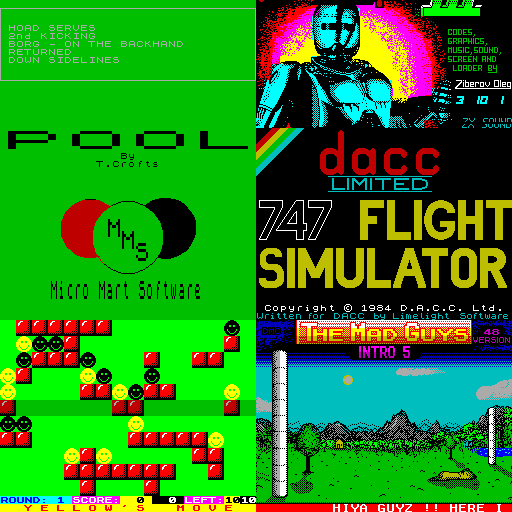 HOAD SERVES
2nd KICKING
BORG - ON THE BACKHAND
RETURNED
DOWN SIDELINES
POOL
By
T.Crofts
MMS
Micro Mart Software
ROUND: 1 SCORE: 0 0 LEFT:1010
YELLOW'S MOVE
CODES,
GRAPHICS,
MUSIC,SOUND,
SCREEN AND
LOADER BY
Ziberov Oleg
3 10 1
ZX SOUND
dacc
LIMITED
747 FLIGHT
SIMULATOR
Copyright © 1984 D.A.C.C. Ltd.
Written for DACC by Limelight Software
THE MAD GUYS
48
VERSION
INTRO 5
HIYA GUYZ !! HERE I